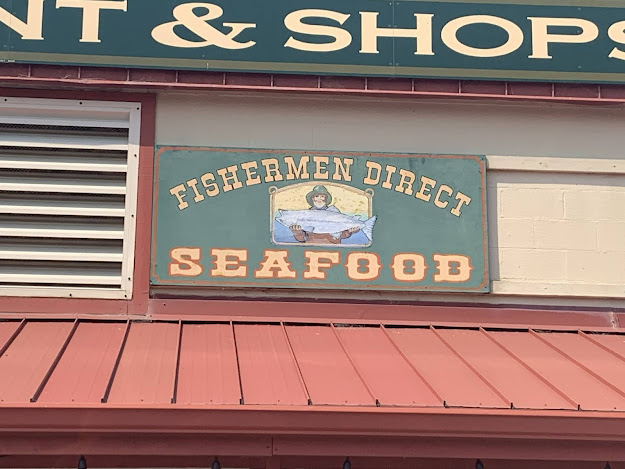 NT & SHOPS
FISHERMEN DIRECT
SEAFOOD